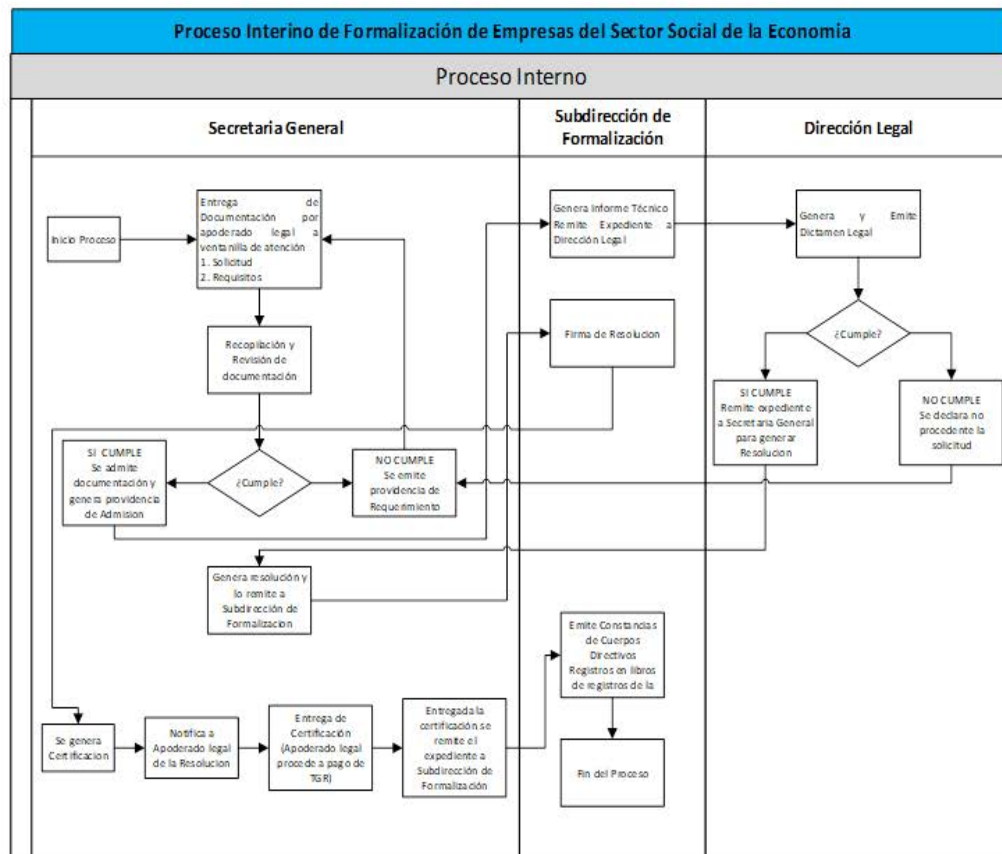 Proceso Interino de Formalización de Empresas del Sector Social de la Economia
Proceso Interno
Secretaria General
Subdirección de
Formalización
Dirección Legal
Inicio Proceso
Entrega de
Documentación por
apoderado legal a
ventanilla de atención
1. Solicitud
2. Requisitos
Genera Informe Técnico
Remite Expediente a
Dirección Legal
Genera y Emite
Dictamen Legal
Recopilación y
Revisión de
documentación
Firma de Resolucion
¿Cumple?
SI CUMPLE
Remite expediente
a Secretaria General
para generar
Resolucion
NO CUMPLE
Se declara no
procedente la
solicitud
SI CUMPLE
Se admite
documentación y
genera providencia
de Admision
¿Cumple?
NO CUMPLE
Se emite
providencia de
Requerimiento
Genera resolución y
lo remite a
Subdirección de
Formalizacion
Emite Constancias
de Cuerpos
Directivos
Registros en libros
de registros de la
Se genera
Certificacion
Notifica a
Apoderado legal
de la Resolucion
Entrega de
Certificación
(Apoderado legal
procede a pago de
TGR)
Entregada la
certificación se
remite el
expediente a
Subdirección de
Formalización
Fin del Proceso